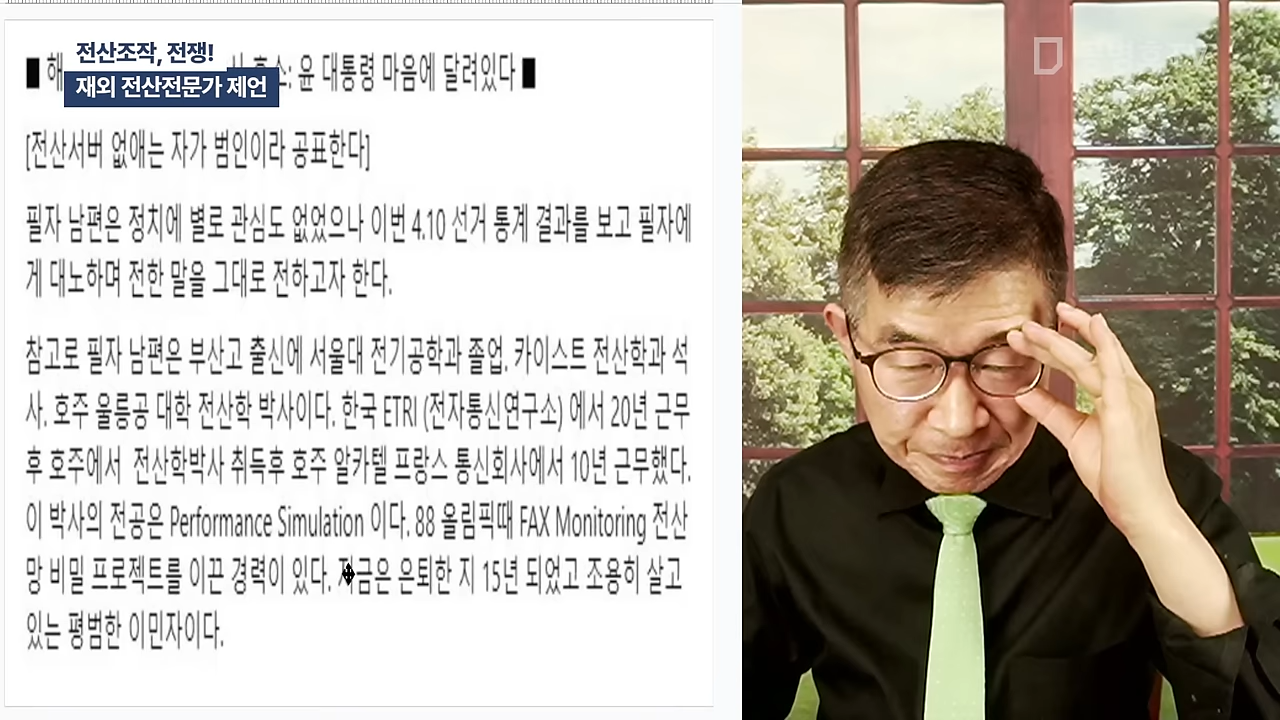 전산조작, 전쟁!
재외 전산전문가 제언
■ 해 호소: 윤 대통령 마음에 달려있다 ■
[전산서버 없애는 자가 범인이라 공표한다]
필자 남편은 정치에 별로 관심도 없었으나 이번 4.10 선거 통계 결과를 보고 필자에
게 대노하며 전한 말을 그대로 전하고자 한다.
참고로 필자 남편은 부산고 출신에 서울대 전기공학과 졸업. 카이스트 전산학과 석
사. 호주 울릉공 대학 전산학 박사이다. 한국 ETRI (전자통신연구소) 에서 20년 근무
후 호주에서 전산학박사 취득후 호주 알카텔 프랑스 통신회사에서 10년 근무했다.
이 박사의 전공은 Performance Simulation 이다. 88 올림픽때 FAX Monitoring 전산
망 비밀 프로젝트를 이끈 경력이 있다. 지금은 은퇴한 지 15년 되었고 조용히 살고
있는 평범한 이민자이다.